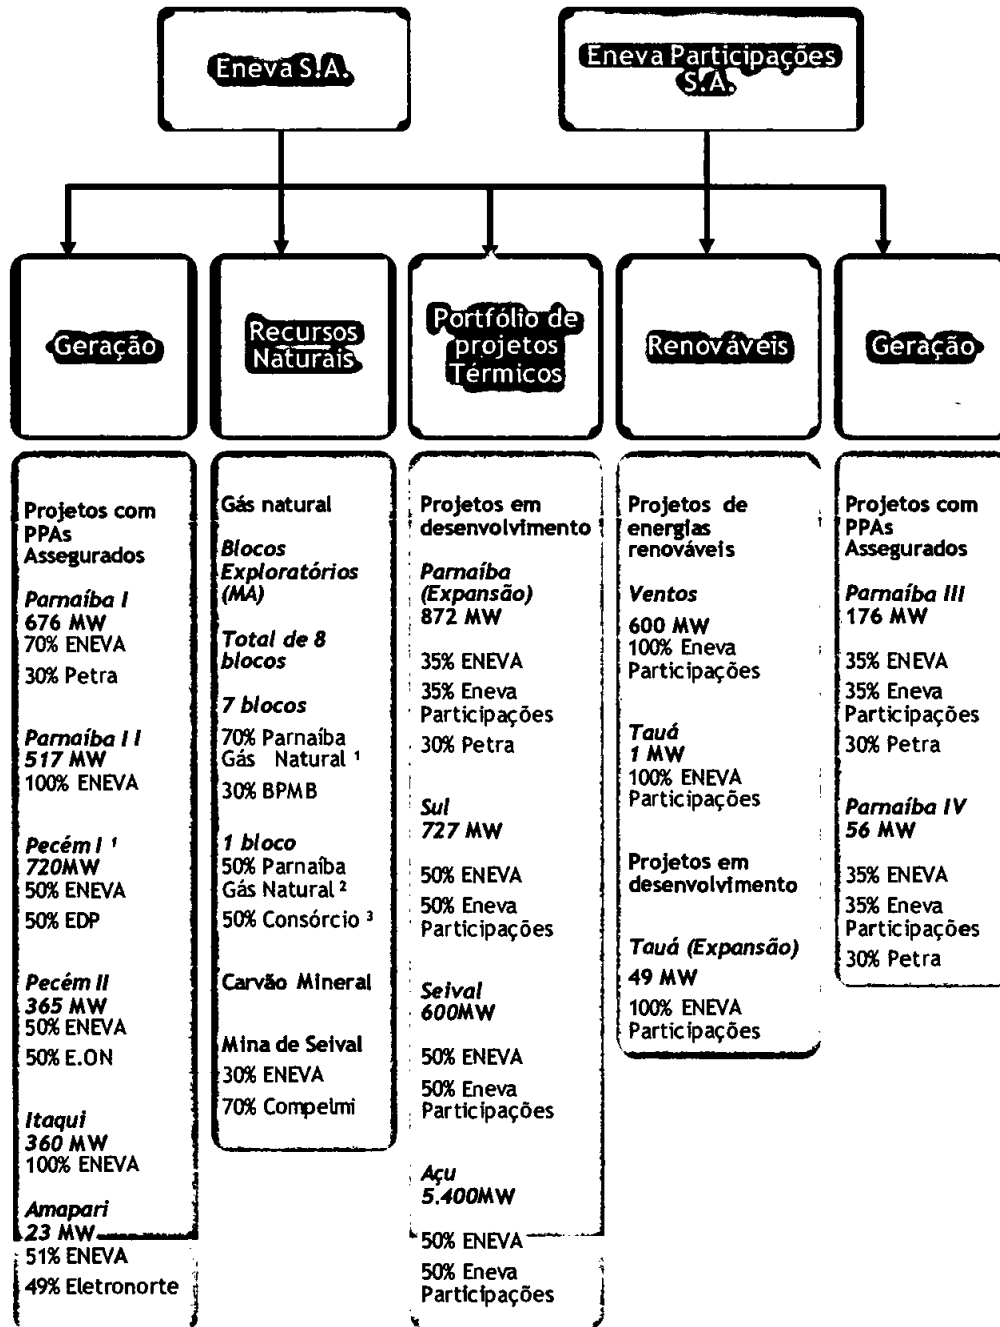 Eneva S.A.
Eneva Participações
S.A.
Geração
Recursos
Naturais
Portfólio de
projetos
Térmicos
Renováveis
Geração
Projetos com
PPAs
Assegurados
Parnaíba I
676 MW
70% ENEVA
30% Petra
Parnaíba II
517 MW
100% ENEVA
Pecém I ¹
720MW
50% ENEVA
50% EDP
Pecém II
365 MW
50% ENEVA
50% E.ON
Itaqui
360 MW
100% ENEVA
Amapari
23 MW
51% ENEVA
49% Eletronorte
Gás natural
Blocos
Exploratórios
(MA)
Total de 8
blocos
7 blocos
70% Parnaíba
Gás Natural ¹
30% BPMB
1 bloco
50% Parnaíba
Gás Natural ²
50% Consórcio ³
Carvão Mineral
Mina de Seival
30% ENEVA
70% Compelmi
Projetos em
desenvolvimento
Parnaíba
(Expansão)
872 MW
35% ENEVA
35% Eneva
Participações
30% Petra
Sul
727 MW
50% ENEVA
50% Eneva
Participações
Seival
600MW
50% ENEVA
50% Eneva
Participações
Açu
5.400MW
50% ENEVA
50% Eneva
Participações
Projetos de
energias
renováveis
Ventos
600 MW
100% Eneva
Participações
Tauá
1 MW
100% ENEVA
Participações
Projetos em
desenvolvimento
Tauá (Expansão)
49 MW
100% ENEVA
Participações
Projetos com
PPAs
Assegurados
Parnaíba III
176 MW
35% ENEVA
35% Eneva
Participações
30% Petra
Parnaíba IV
56 MW
35% ENEVA
35% Eneva
Participações
30% Petra